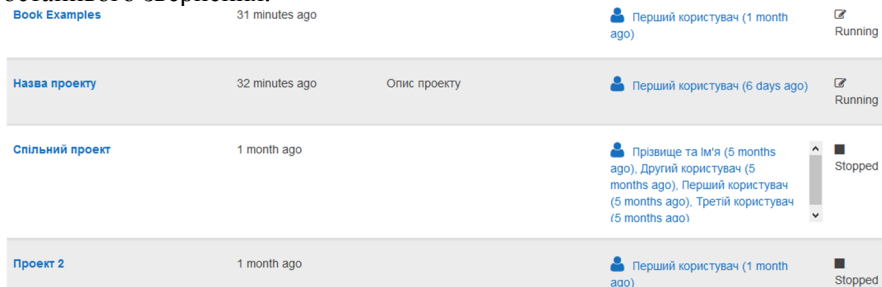 останнього звернення.
Book Examples 31 minutes ago Перший користувач (1 month
ago) Running
Назва проекту 32 minutes ago Опис проекту Перший користувач (6 days ago)
Running
Спільний проект 1 month ago Прізвище та Ім'я (5 months
ago), Другий користувач (5 Stopped
months ago), Перший користувач
(5 months ago), Третій користувач
(5 months ago)
Проект 2 1 month ago Перший користувач (1 month
ago) Stopped